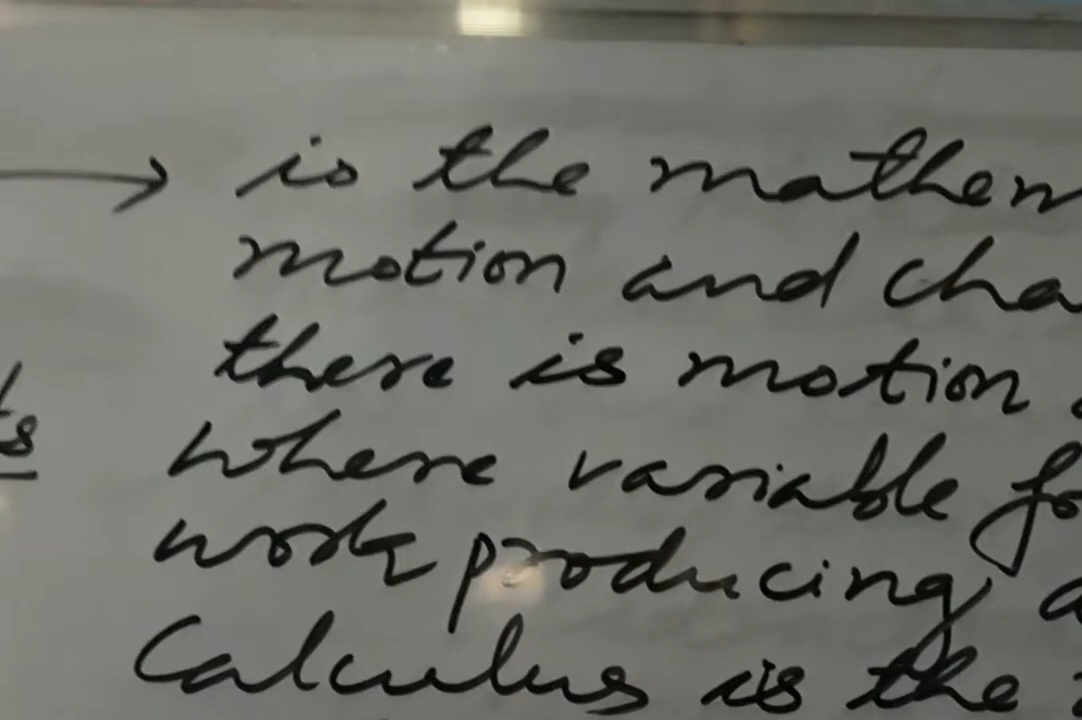 → is the mathem
motion and cha
there is motion
where variable fo
work producing a
Calculus is the